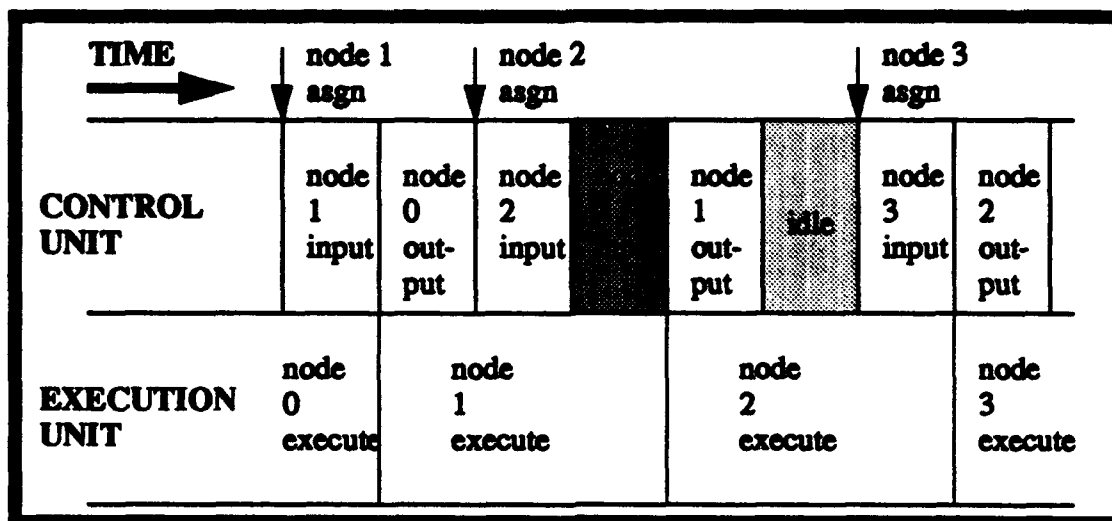 TIME
node 1
asgn
node 2
asgn
node 3
asgn
CONTROL
UNIT
node
1
input
node
0
out-
put
node
2
input
node
1
out-
put
idle
node
3
input
node
2
out-
put
EXECUTION
UNIT
node
0
execute
node
1
execute
node
2
execute
node
3
execute